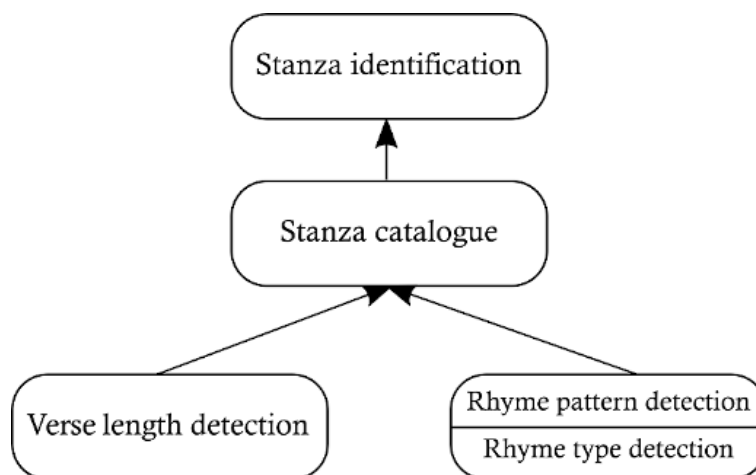 Stanza identification
Stanza catalogue
Verse length detection
Rhyme pattern detection
Rhyme type detection